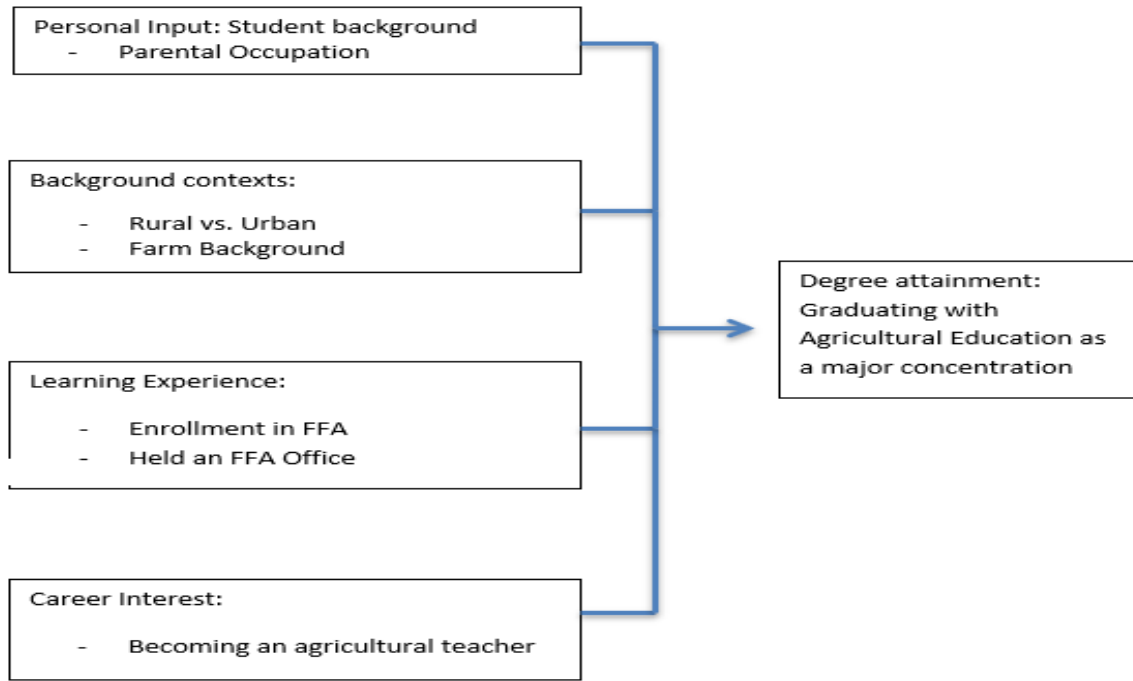 Personal Input: Student background
- Parental Occupation
Background contexts:
- Rural vs. Urban
- Farm Background
Learning Experience:
- Enrollment in FFA
- Held an FFA Office
Career Interest:
- Becoming an agricultural teacher
Degree attainment:
Graduating with
Agricultural Education as
a major concentration